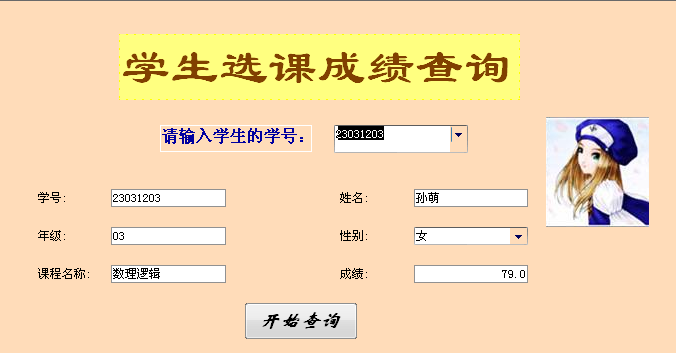 学生选课成绩查询
请输入学生的学号： 23031203
学号: 23031203 姓名: 孙萌
年级: 03 性别: 女
课程名称: 数理逻辑 成绩: 79.0
开始查询